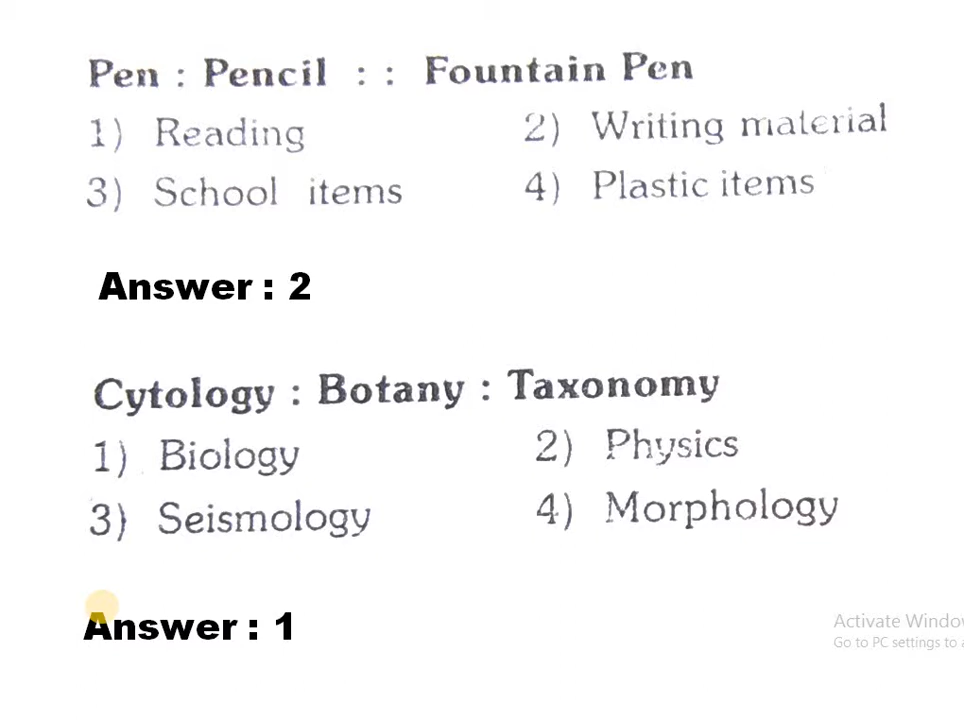 Pen : Pencil : : Fountain Pen
1) Reading 2) Writing material
3) School items 4) Plastic items
Answer : 2
Cytology : Botany : Taxonomy
1) Biology 2) Physics
3) Seismology 4) Morphology
Answer : 1
Activate Window
Go to PC settings to a